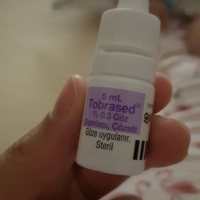 5 mL
Tobrased®
% 0.3 Göz
Damlası, Çözelti
Göze uygulanır.
Steril